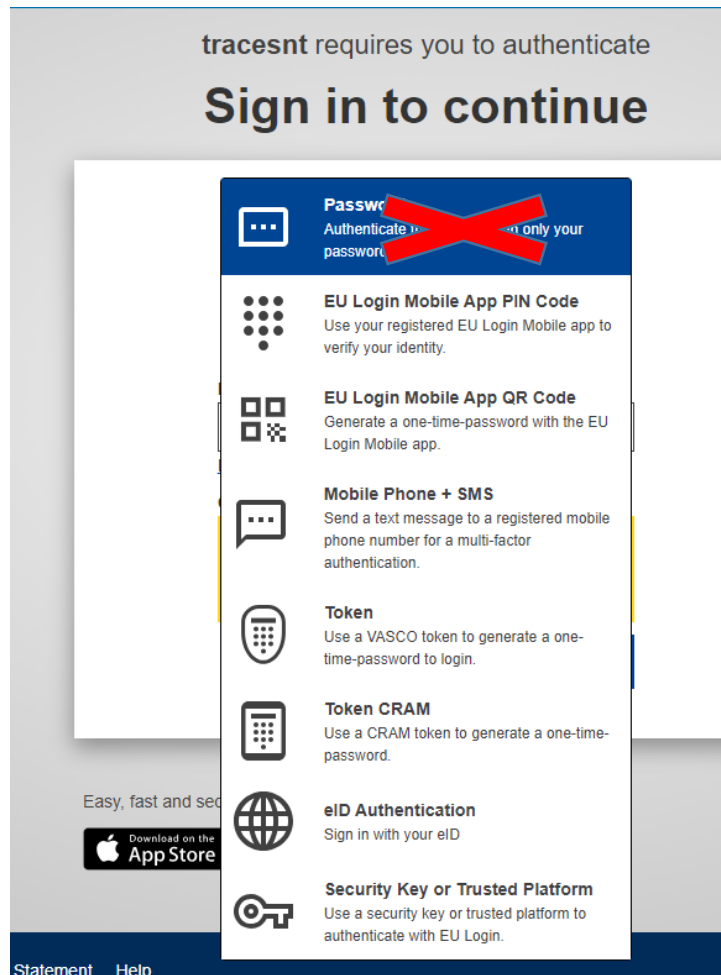 tracesnt requires you to authenticate
Sign in to continue
Authenticate only your
EU Login Mobile App PIN Code
Use your registered EU Login Mobile app to
verify your identity.
EU Login Mobile App QR Code
Generate a one-time-password with the EU
Login Mobile app.
Mobile Phone + SMS
Send a text message to a registered mobile
phone number for a multi-factor
authentication.
Token
Use a VASCO token to generate a one-
time-password to login.
Token CRAM
Use a CRAM token to generate a one-time-
password.
eID Authentication
Sign in with your eID
Security Key or Trusted Platform
Use a security key or trusted platform to
authenticate with EU Login.
Easy, fast and
Download on the
App Store
Statement Help